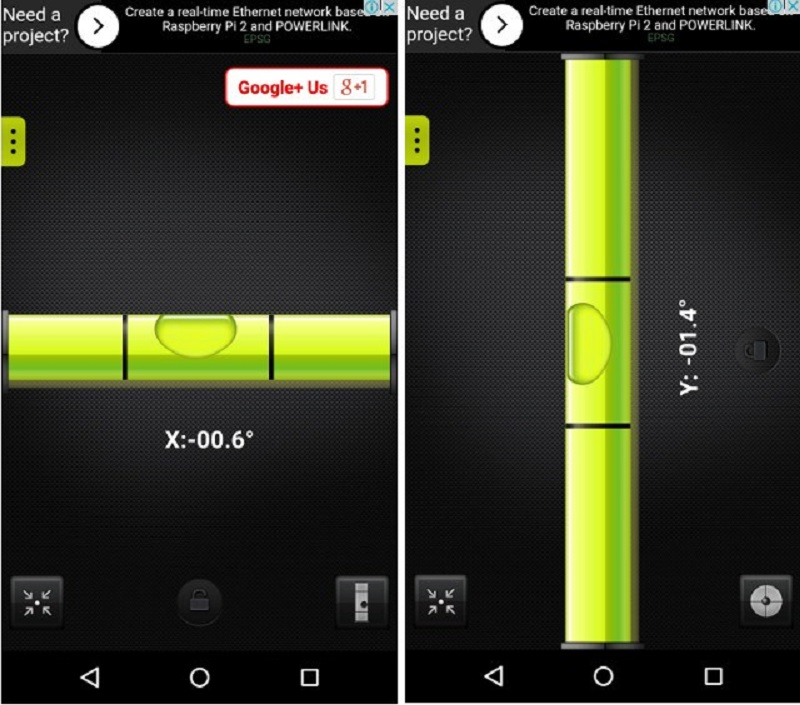 Need a
project?
Create a real-time Ethernet network based on
Raspberry Pi 2 and POWERLINK.
EPSG
Google+ Us g+1
X:-00.6°
Need a
project?
Create a real-time Ethernet network based on
Raspberry Pi 2 and POWERLINK.
EPSG
Y: -01.4°